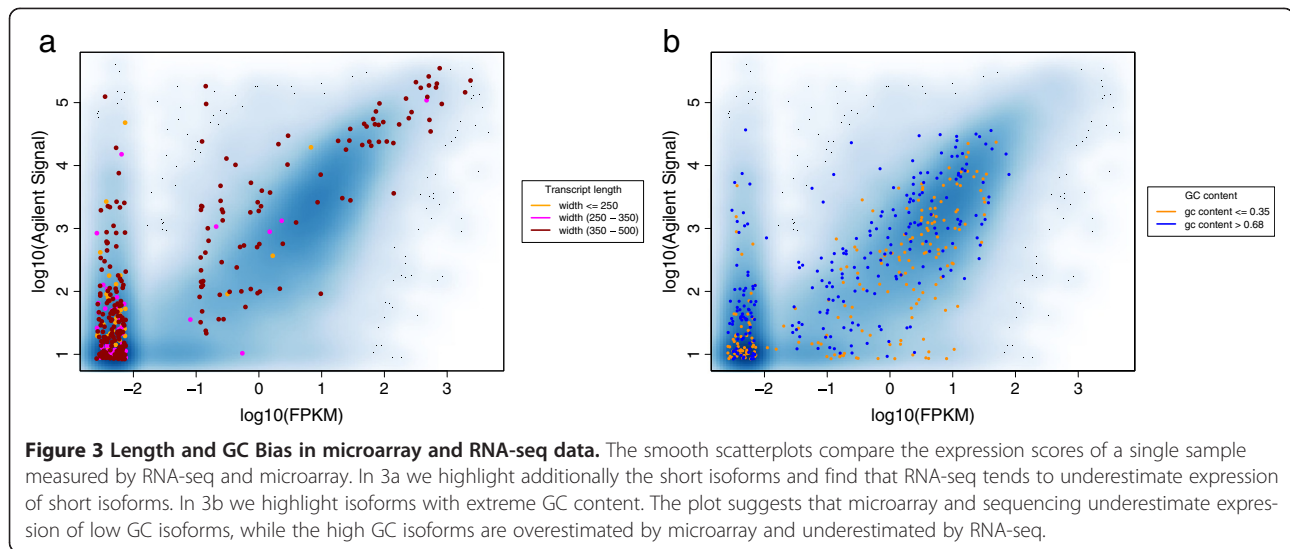 a
b
log10(Agilent Signal)
5
4
3
2
1
−2 −1 0 1 2 3
log10(FPKM)
Transcript length
width <= 250
width (250 − 350)
width (350 − 500)
log10(Agilent Signal)
5
4
3
2
1
−2 −1 0 1 2 3
log10(FPKM)
GC content
gc content <= 0.35
gc content > 0.68
Figure 3 Length and GC Bias in microarray and RNA-seq data. The smooth scatterplots compare the expression scores of a single sample
measured by RNA-seq and microarray. In 3a we highlight additionally the short isoforms and find that RNA-seq tends to underestimate expression
of short isoforms. In 3b we highlight isoforms with extreme GC content. The plot suggests that microarray and sequencing underestimate expres-
sion of low GC isoforms, while the high GC isoforms are overestimated by microarray and underestimated by RNA-seq.